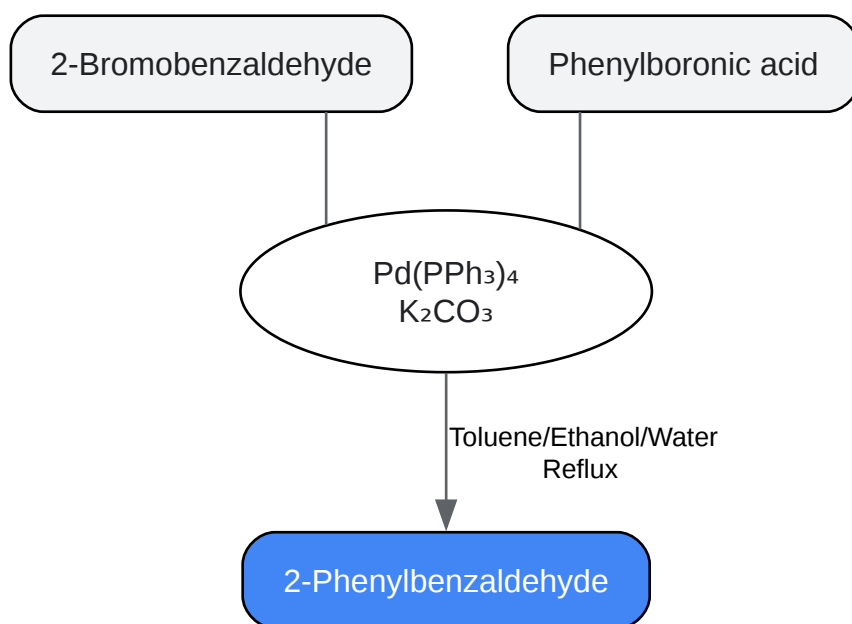 2-Bromobenzaldehyde
Phenylboronic acid
Pd(PPh₃)₄
K₂CO₃
Toluene/Ethanol/Water
Reflux
2-Phenylbenzaldehyde